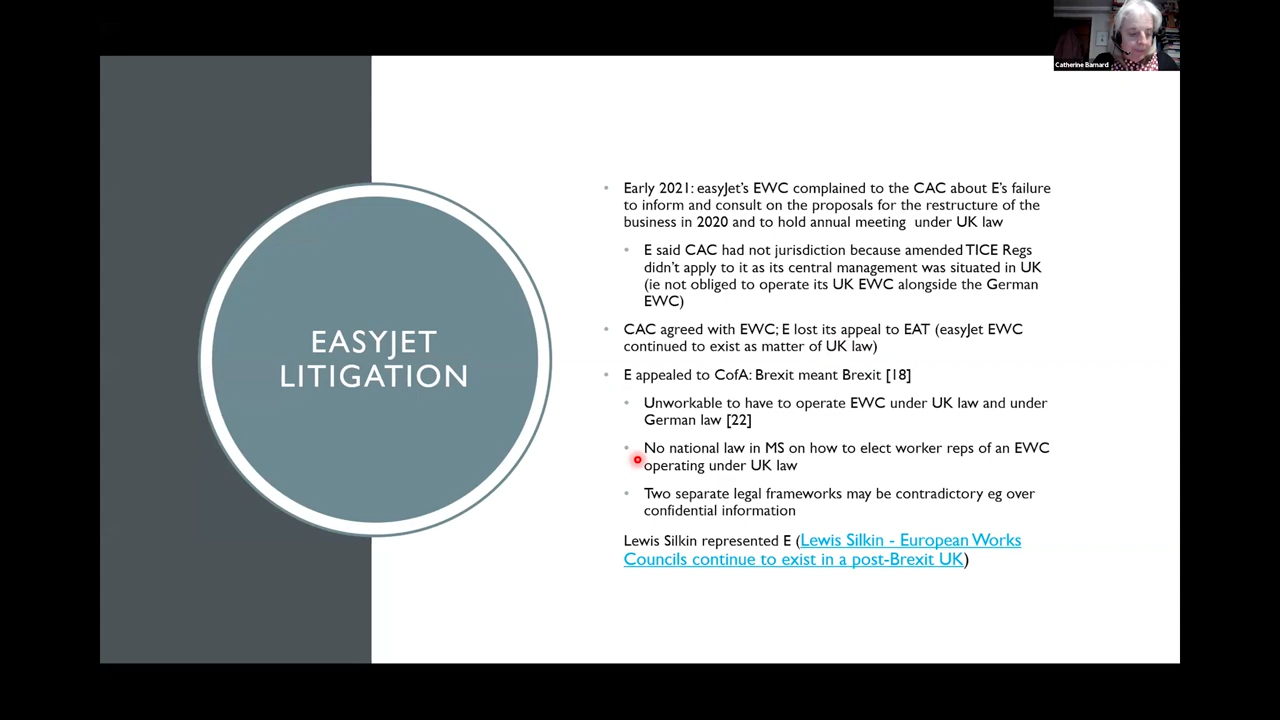 Catherine Barnard
EASYJET
LITIGATION
• Early 2021: easyJet's EWC complained to the CAC about E's failure
to inform and consult on the proposals for the restructure of the
business in 2020 and to hold annual meeting under UK law
• E said CAC had not jurisdiction because amended TICE Regs
didn't apply to it as its central management was situated in UK
(ie not obliged to operate its UK EWC alongside the German
EWC)
• CAC agreed with EWC; E lost its appeal to EAT (easyJet EWC
continued to exist as matter of UK law)
• E appealed to CofA: Brexit meant Brexit [18]
• Unworkable to have to operate EWC under UK law and under
German law [22]
• No national law in MS on how to elect worker reps of an EWC
operating under UK law
• Two separate legal frameworks may be contradictory eg over
confidential information
Lewis Silkin represented E (Lewis Silkin - European Works
Councils continue to exist in a post-Brexit UK)